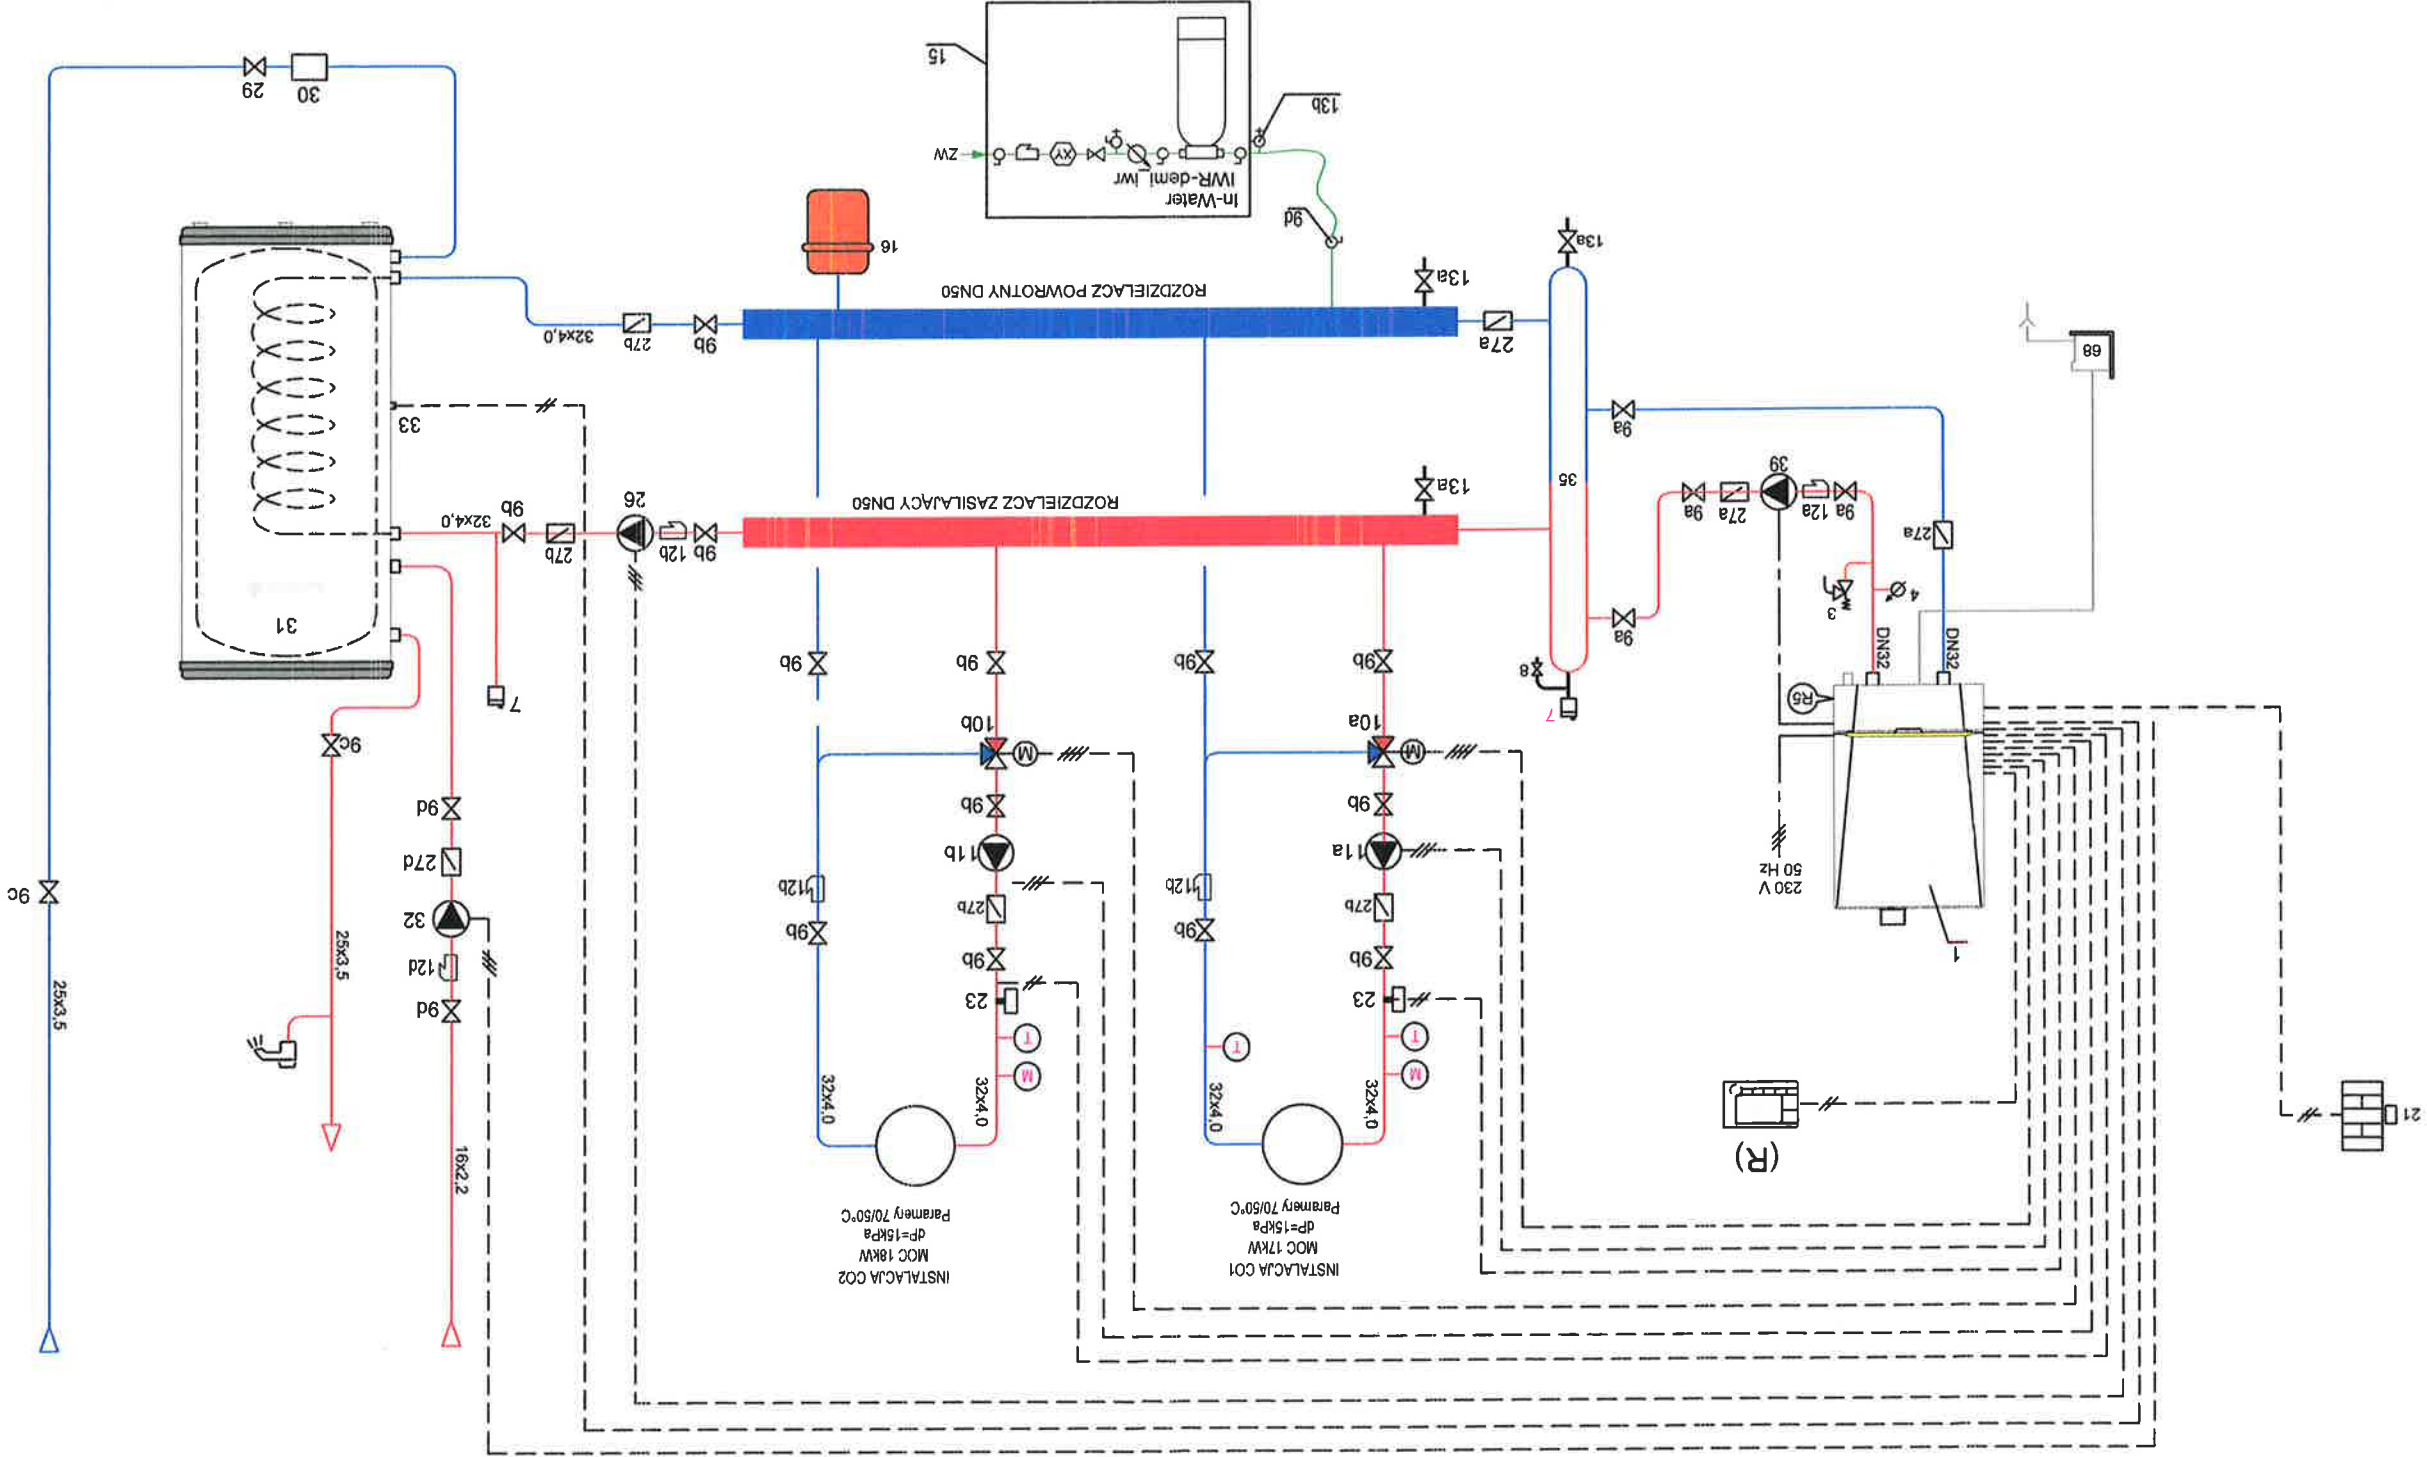 INSTALACJA CO1
MOC 17kW
dP=15kPa
Paramery 70/50°C
INSTALACJA CO2
MOC 18kW
dP=15kPa
Paramery 70/50°C
(R)
21
16x2,2
32x4,0
32x4,0
32x4,0
32x4,0
M
M
T
T
T
25x3,5
25x3,5
23
23
9d
12d
32
27d
9d
1
9b
9b
9b
9b
27b
27b
12b
12b
9c
230 V
50 Hz
11a
11b
9b
9b
M
M
10a
10b
9c
R5
7
8
7
DN32
DN32
9b
9b
9b
9b
9a
31
3
4
27a
9a
12a
39
27a
9a
9b
12b
26
27b
9b
32x4,0
13a
35
ROZDZIELACZ ZASILAJĄCY DN50
33
9a
68
27a
9b
27b
32x4,0
ROZDZIELACZ POWROTNY DN50
13a
13a
16
9d
In-Water
IWR-demi_iwr
XY
ZW
13b
15
30
29